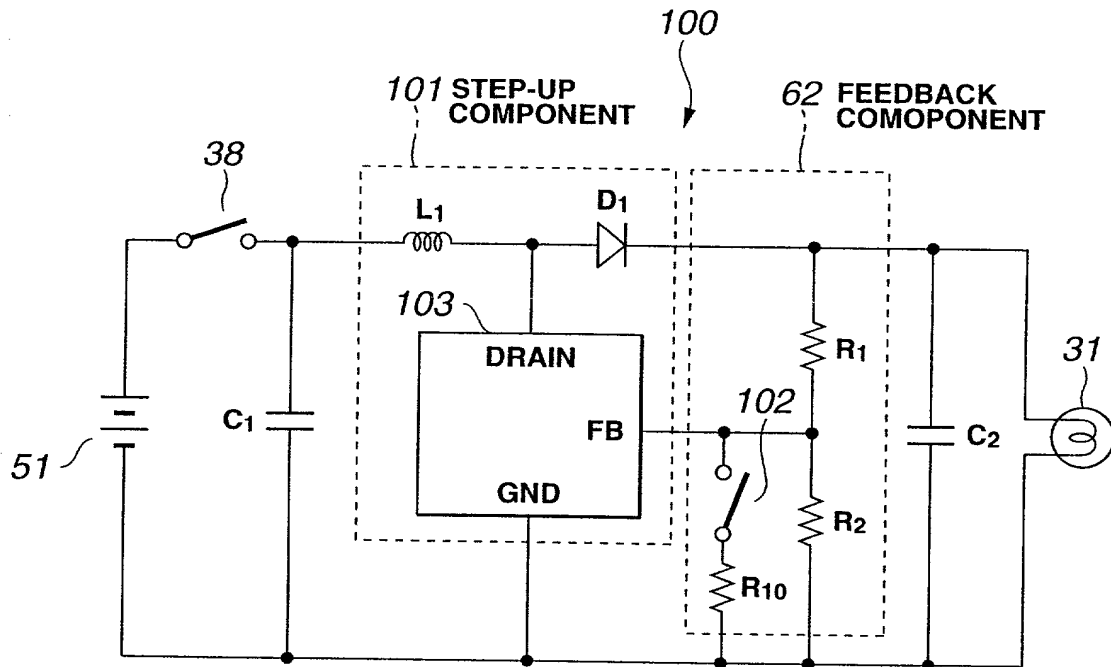 100
101 STEP-UP
COMPONENT
62 FEEDBACK
COMOPONENT
38
L1
D1
103
DRAIN
R1
31
102
C1
FB
C2
51
GND
R2
R10